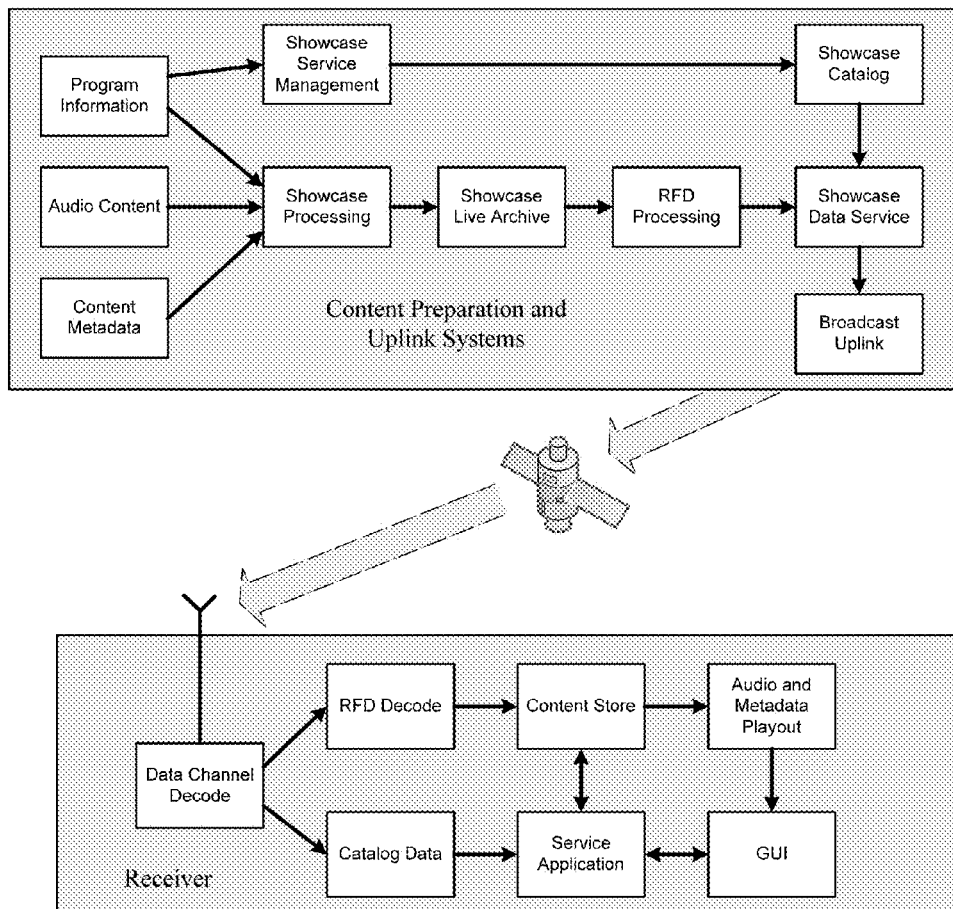 Program
Information
Showcase
Service
Management
Showcase
Catalog
Audio Content
Showcase
Processing
Showcase
Live Archive
RFD
Processing
Showcase
Data Service
Content
Metadata
Content Preparation and
Uplink Systems
Broadcast
Uplink
RFD Decode
Content Store
Audio and
Metadata
Playout
Data Channel
Decode
Catalog Data
Service
Application
GUI
Receiver